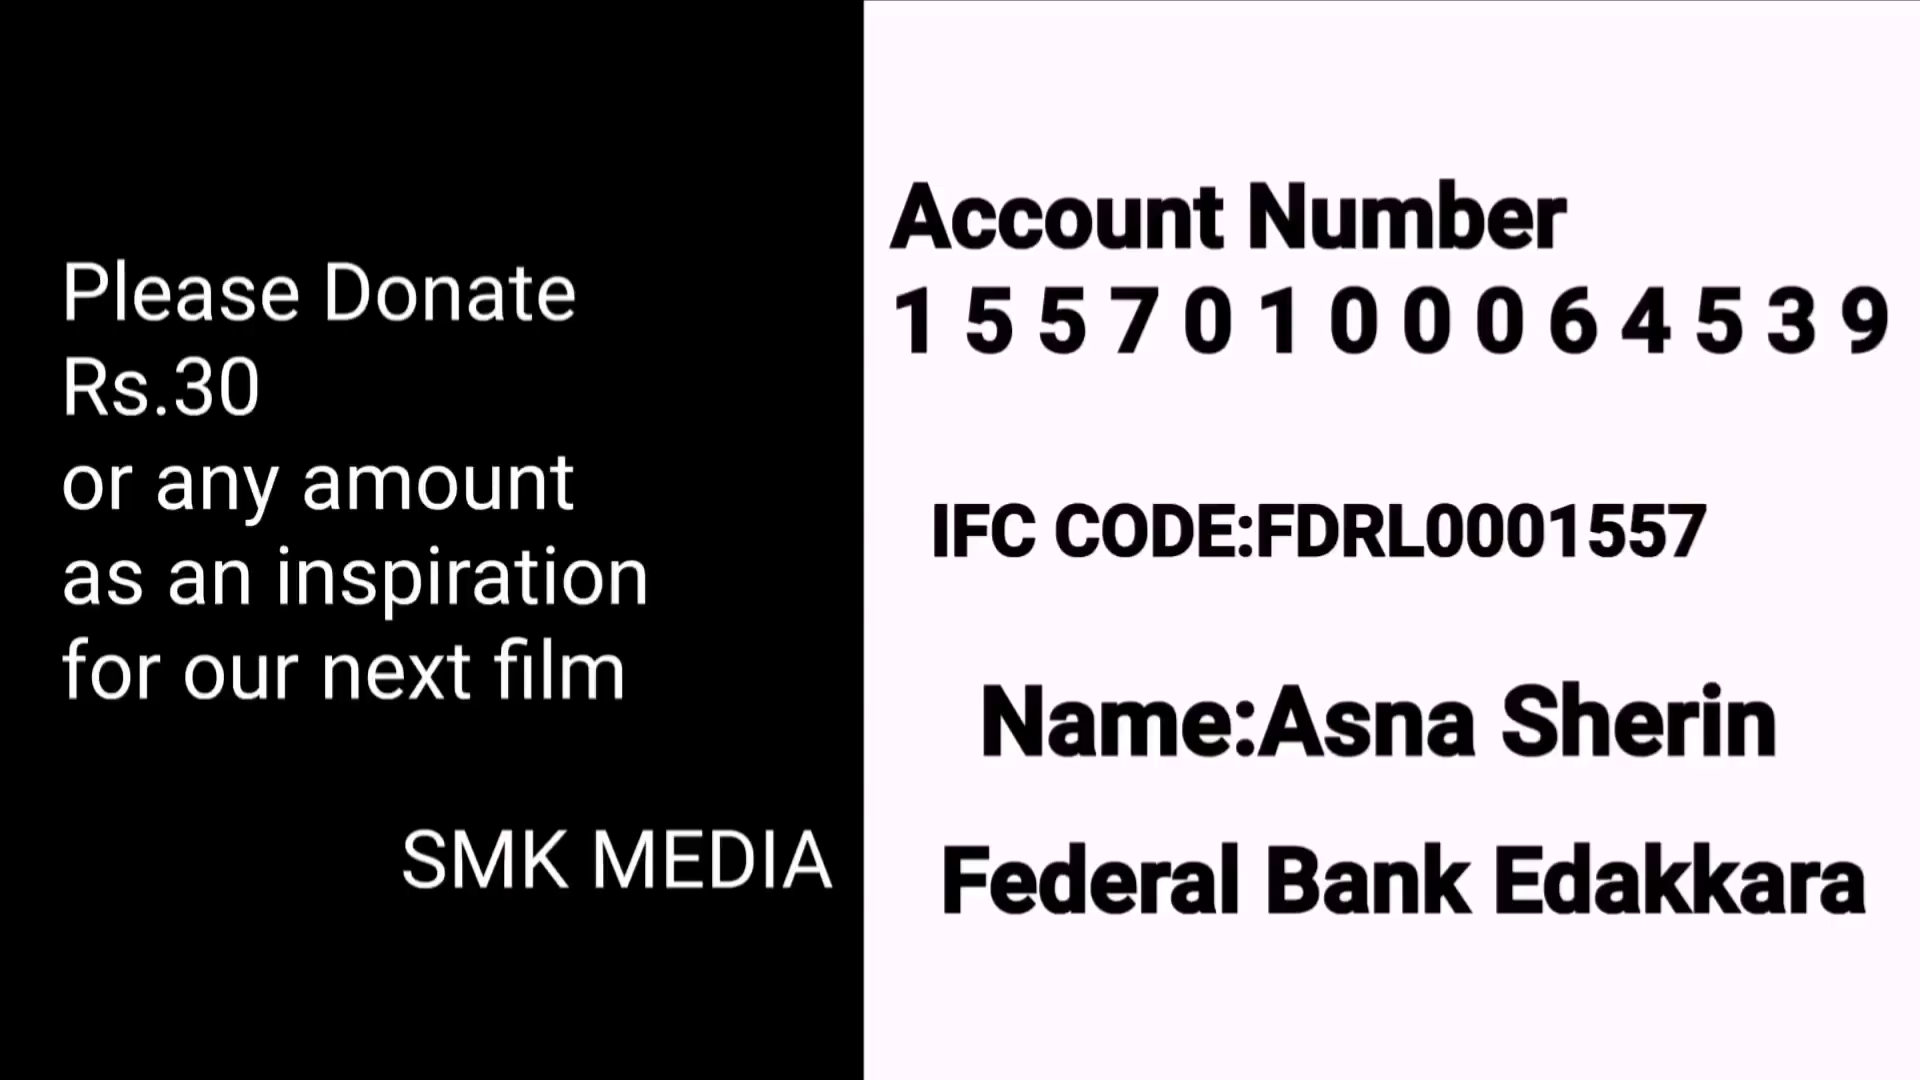 Please Donate
Rs.30
or any amount
as an inspiration
for our next film
SMK MEDIA
Account Number
1 5 5 7 0 1 0 0 0 6 4 5 3 9
IFC CODE:FDRL0001557
Name:Asna Sherin
Federal Bank Edakkara